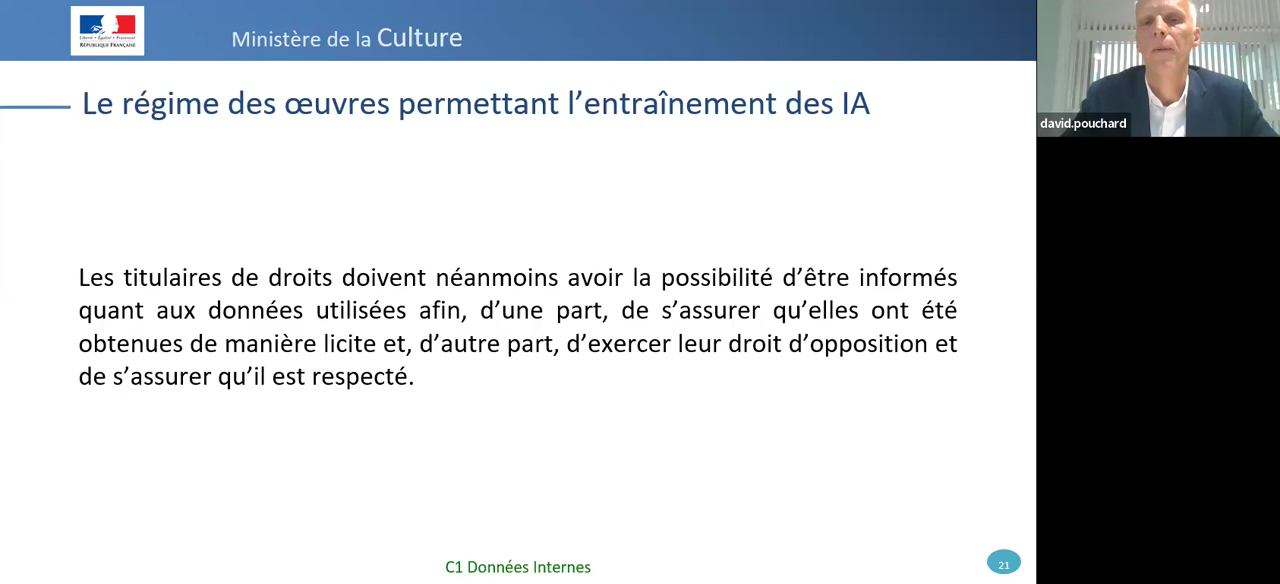 Liberté • Égalité • Fraternité
RÉPUBLIQUE FRANÇAISE
Ministère de la Culture
david.pouchard
Le régime des œuvres permettant l’entraînement des IA
Les titulaires de droits doivent néanmoins avoir la possibilité d’être informés
quant aux données utilisées afin, d’une part, de s’assurer qu’elles ont été
obtenues de manière licite et, d’autre part, d’exercer leur droit d’opposition et
de s’assurer qu’il est respecté.
C1 Données Internes
21